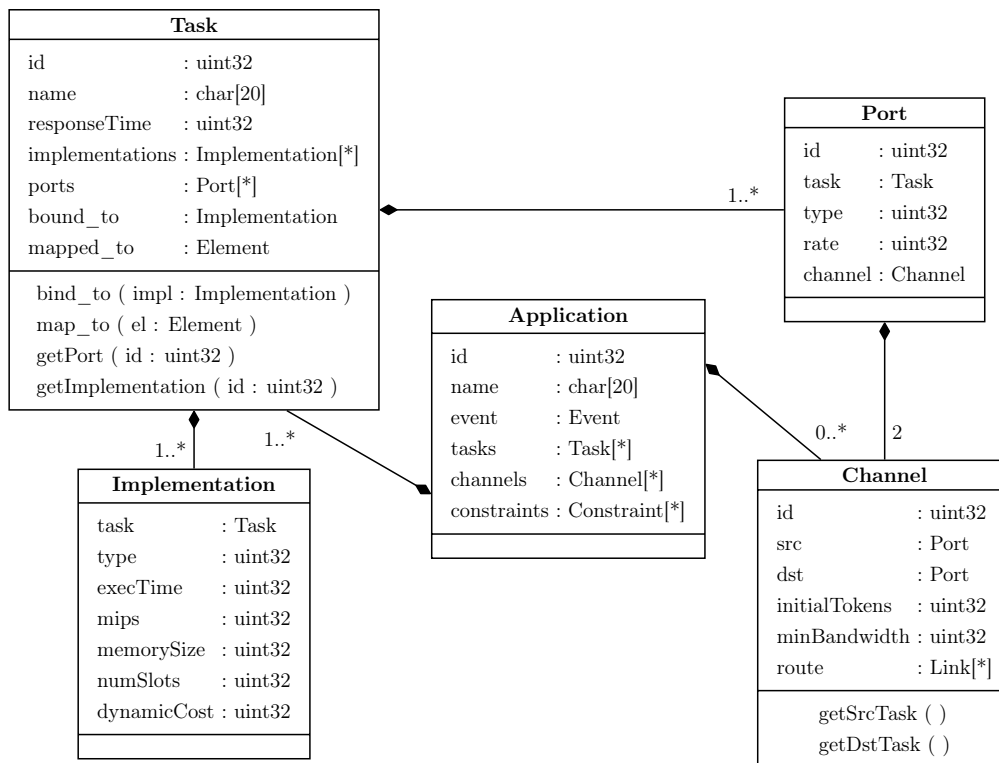 Task
id : uint32
name : char[20]
responseTime : uint32
implementations : Implementation[*]
ports : Port[*]
bound_to : Implementation
mapped_to : Element
bind_to ( impl : Implementation )
map_to ( el : Element )
getPort ( id : uint32 )
getImplementation ( id : uint32 )
1..*
Port
id : uint32
task : Task
type : uint32
rate : uint32
channel : Channel
Application
id : uint32
name : char[20]
event : Event
tasks : Task[*]
channels : Channel[*]
constraints : Constraint[*]
1..*
1..*
0..*
2
Implementation
task : Task
type : uint32
execTime : uint32
mips : uint32
memorySize : uint32
numSlots : uint32
dynamicCost : uint32
Channel
id : uint32
src : Port
dst : Port
initialTokens : uint32
minBandwidth : uint32
route : Link[*]
getSrcTask ( )
getDstTask ( )